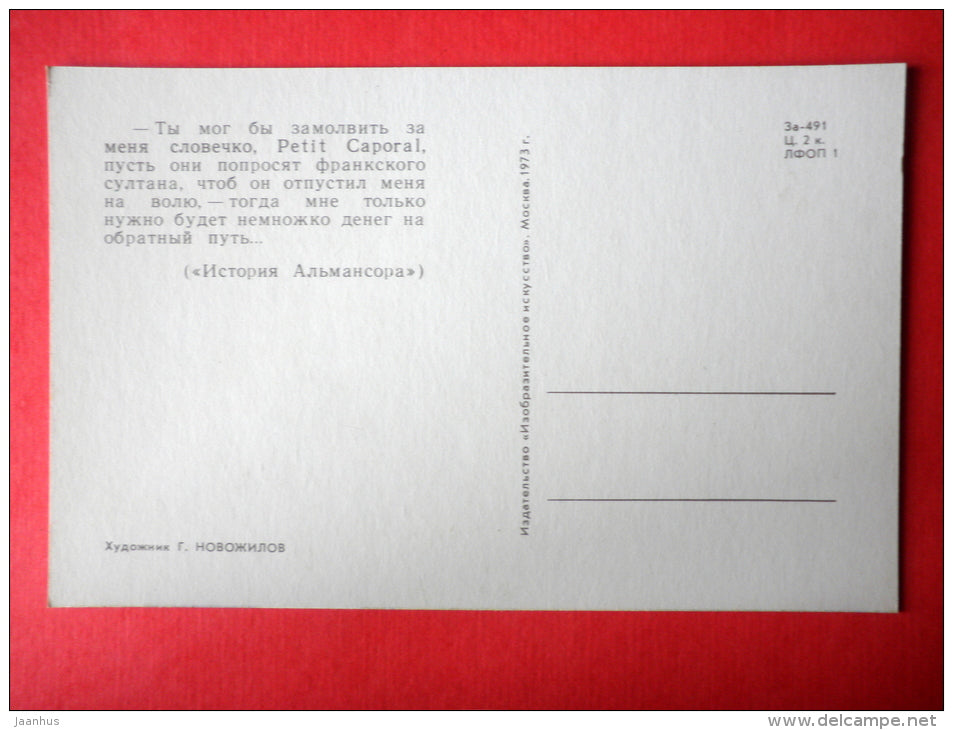 — Ты мог бы замолвить за
меня словечко, Petit Caporal,
пусть они попросят франкского
султана, чтоб он отпустил меня
на волю, — тогда мне только
нужно будет немножко денег на
обратный путь...
(«История Альмансора»)
Художник Г. НОВОЖИЛОВ
Издательство «Изобразительное искусство». Москва. 1973 г.
За-491
Ц. 2 к.
ЛФОП 1
Jaanhus
www.delcampe.net